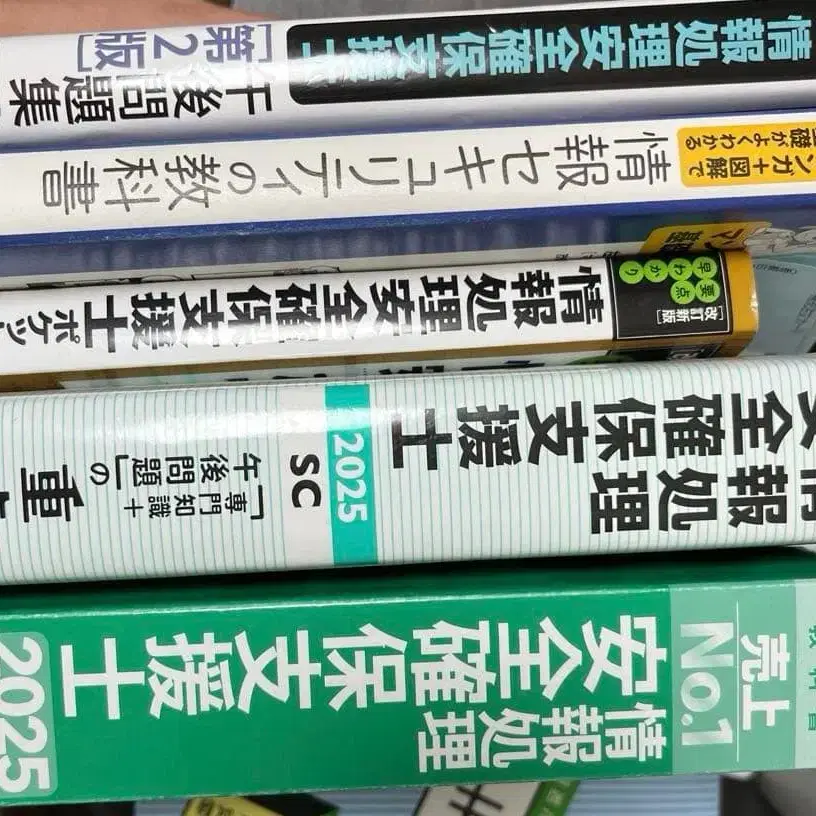 情報処理安全確保支援士
午後問題集
[第2版]
ンガ+図解で
礎がよくわかる
情報セキュリティの教科書
[改訂新版]
要点
早わかり
情報処理安全確保支援士ポケッ
情報処理
安全確保支援士
2025
SC
「専門知識+
午後問題」の
重
教科書
売上
No.1
情報処理
安全確保支援士
2025